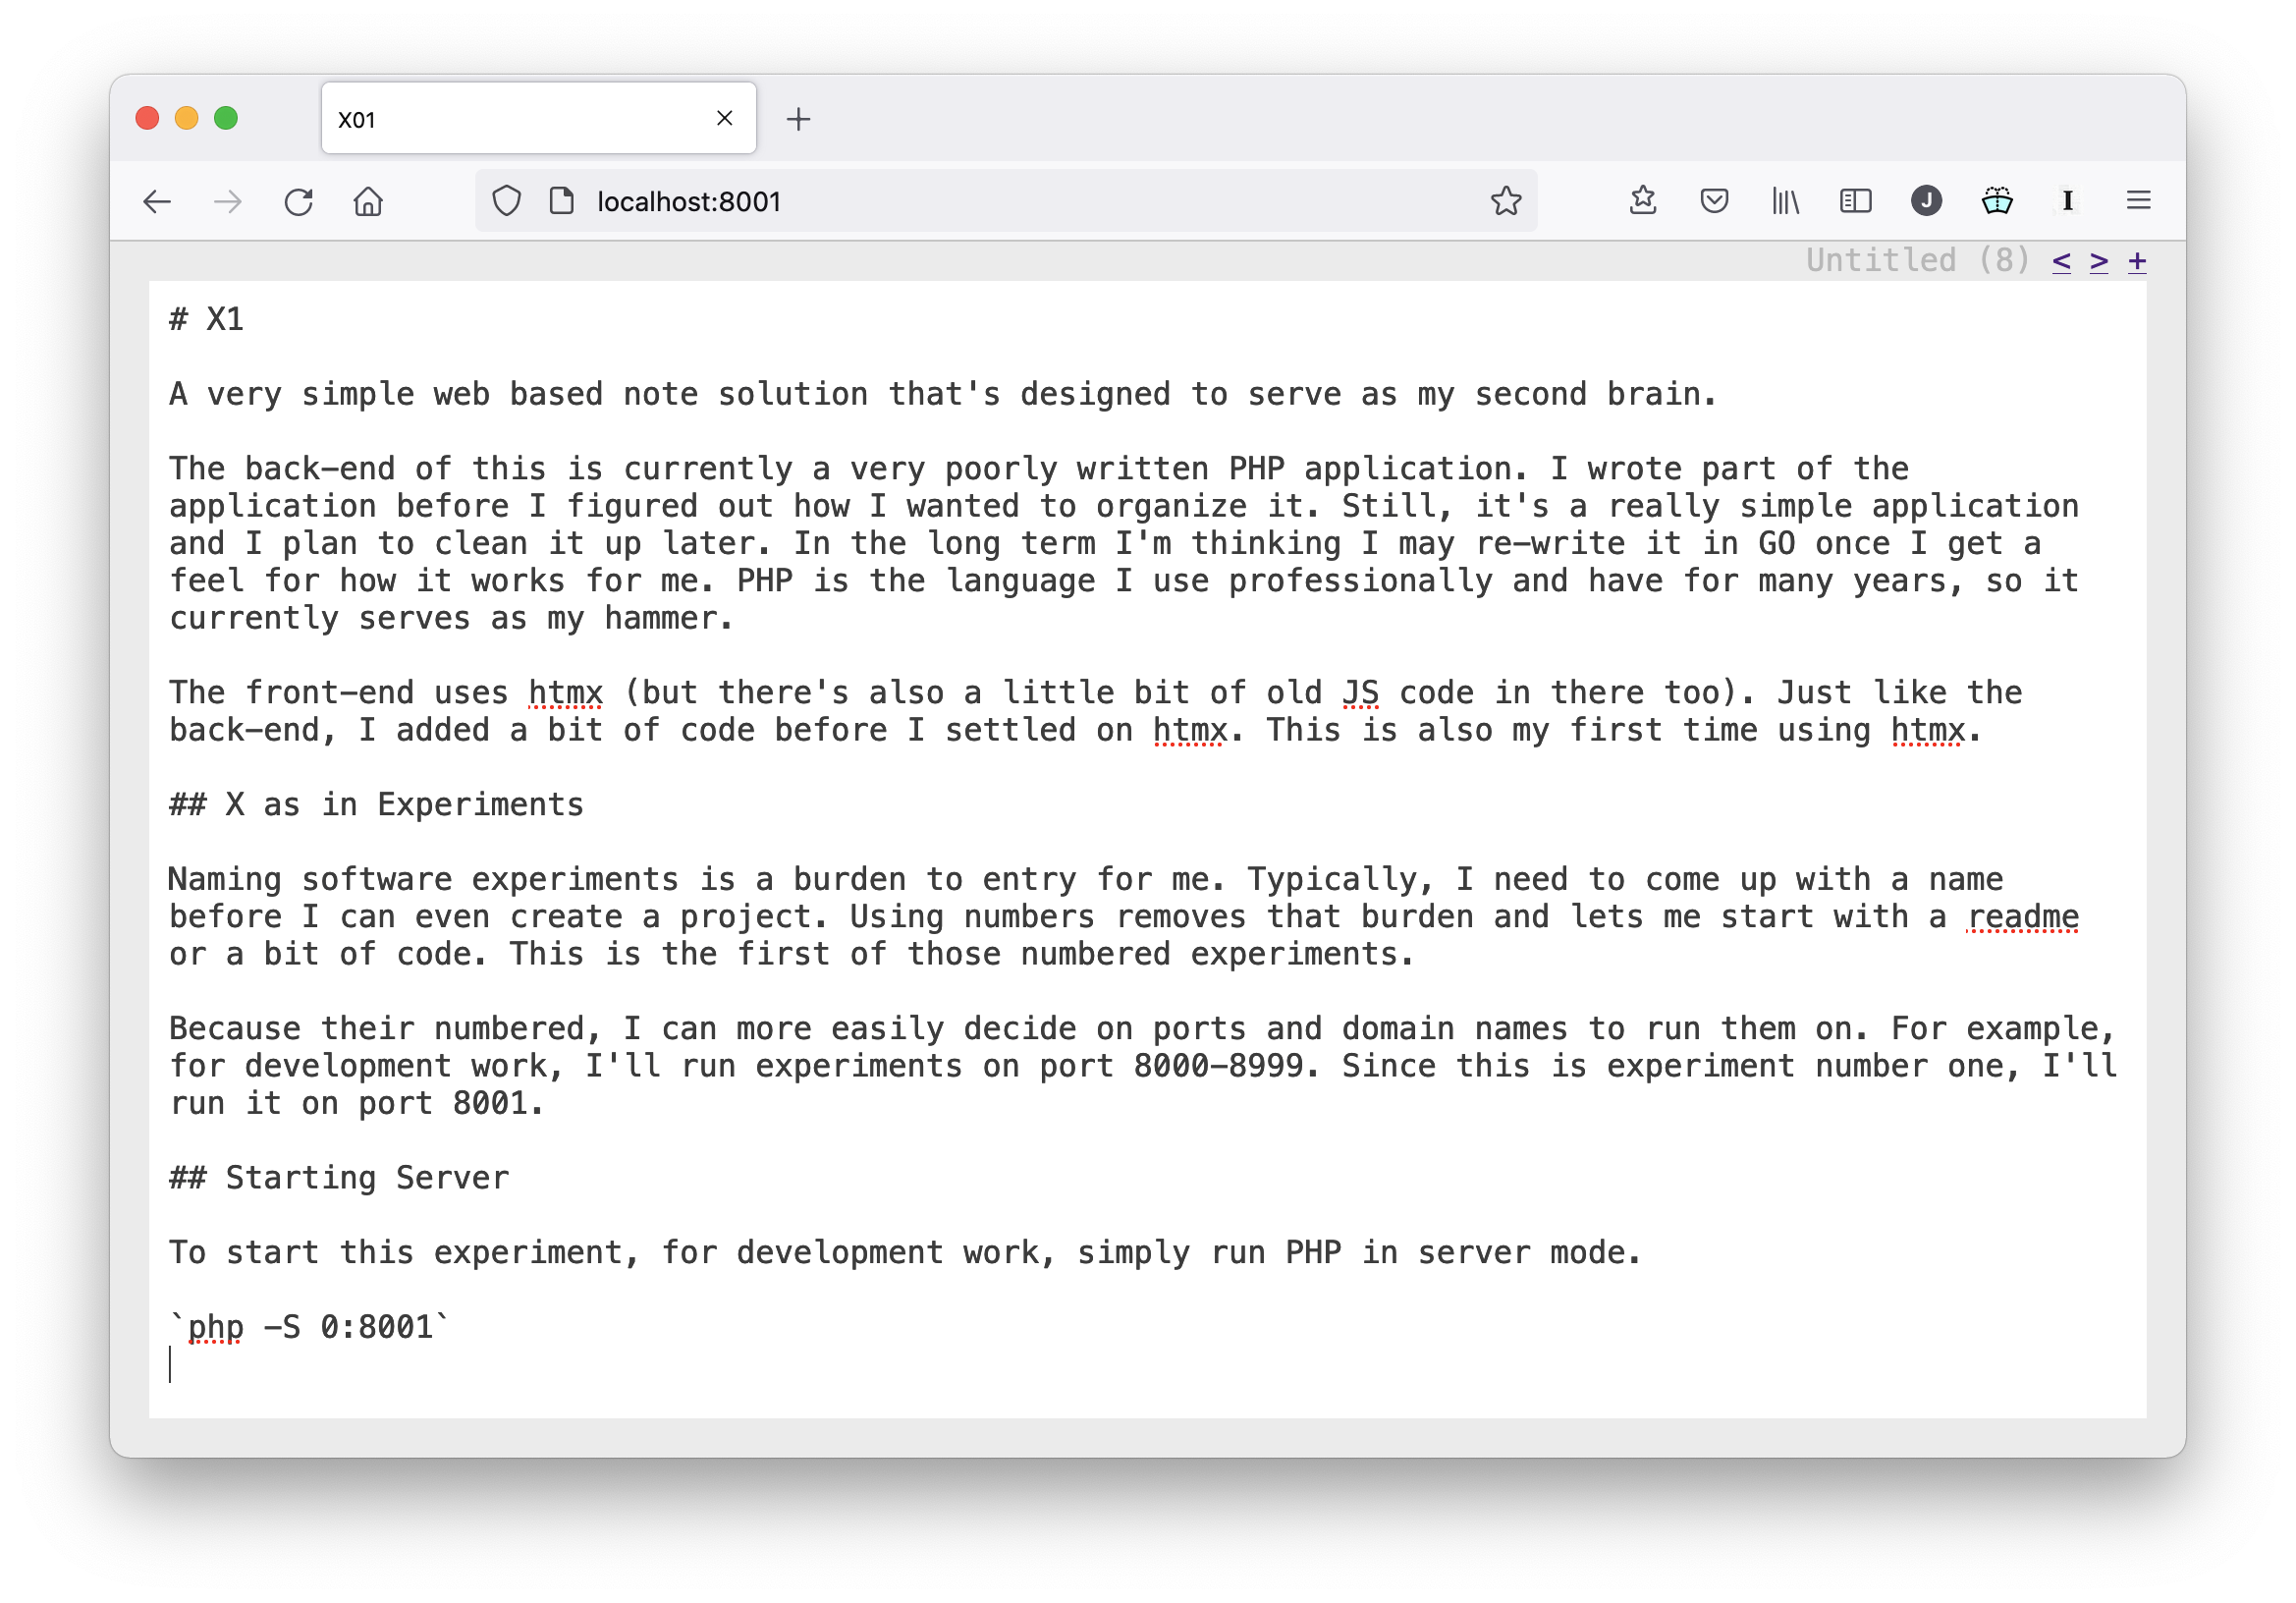 X01
localhost:8001
J
I
Untitled (8) < > +
# X1
A very simple web based note solution that's designed to serve as my second brain.
The back-end of this is currently a very poorly written PHP application. I wrote part of the
application before I figured out how I wanted to organize it. Still, it's a really simple application
and I plan to clean it up later. In the long term I'm thinking I may re-write it in GO once I get a
feel for how it works for me. PHP is the language I use professionally and have for many years, so it
currently serves as my hammer.
The front-end uses htmx (but there's also a little bit of old JS code in there too). Just like the
back-end, I added a bit of code before I settled on htmx. This is also my first time using htmx.
## X as in Experiments
Naming software experiments is a burden to entry for me. Typically, I need to come up with a name
before I can even create a project. Using numbers removes that burden and lets me start with a readme
or a bit of code. This is the first of those numbered experiments.
Because their numbered, I can more easily decide on ports and domain names to run them on. For example,
for development work, I'll run experiments on port 8000-8999. Since this is experiment number one, I'll
run it on port 8001.
## Starting Server
To start this experiment, for development work, simply run PHP in server mode.
`php -S 0:8001`